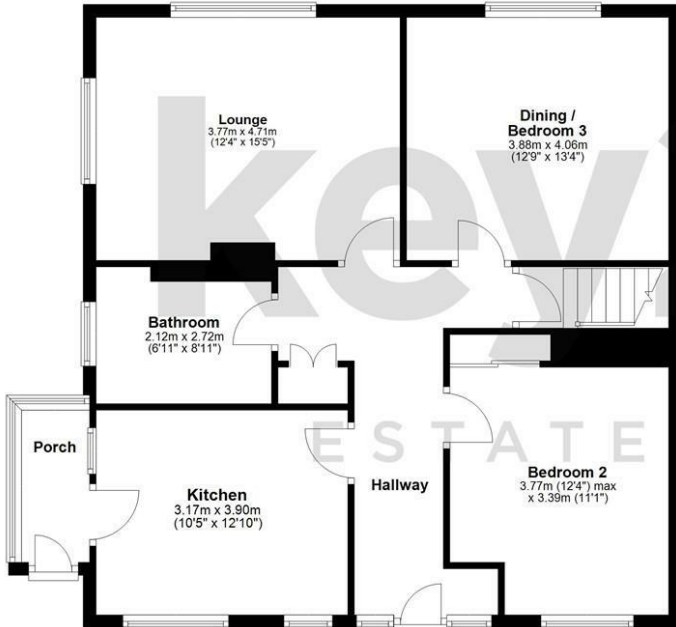 Lounge
3.77m x 4.71m
(12'4" x 15'5")
Dining /
Bedroom 3
3.88m x 4.06m
(12'9" x 13'4")
key
Bathroom
2.12m x 2.72m
(6'11" x 8'11")
Porch
Kitchen
3.17m x 3.90m
(10'5" x 12'10")
Hallway
ESTATE
Bedroom 2
3.77m (12'4") max
x 3.39m (11'1")